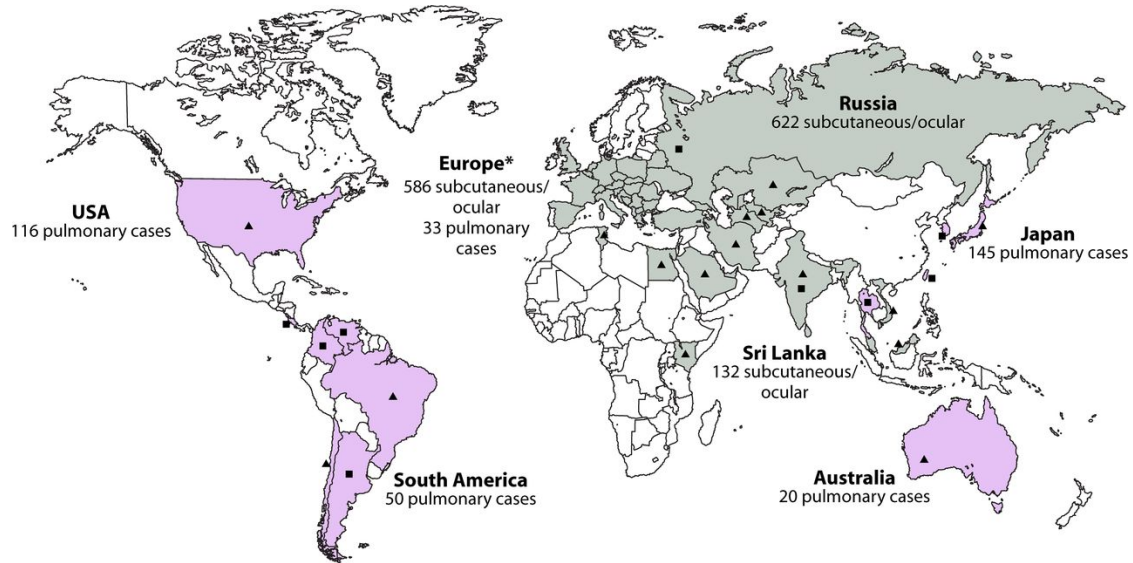 Russia
622 subcutaneous/ocular
Europe*
586 subcutaneous/
ocular
33 pulmonary
cases
USA
116 pulmonary cases
Japan
145 pulmonary cases
Sri Lanka
132 subcutaneous/
ocular
South America
50 pulmonary cases
Australia
20 pulmonary cases